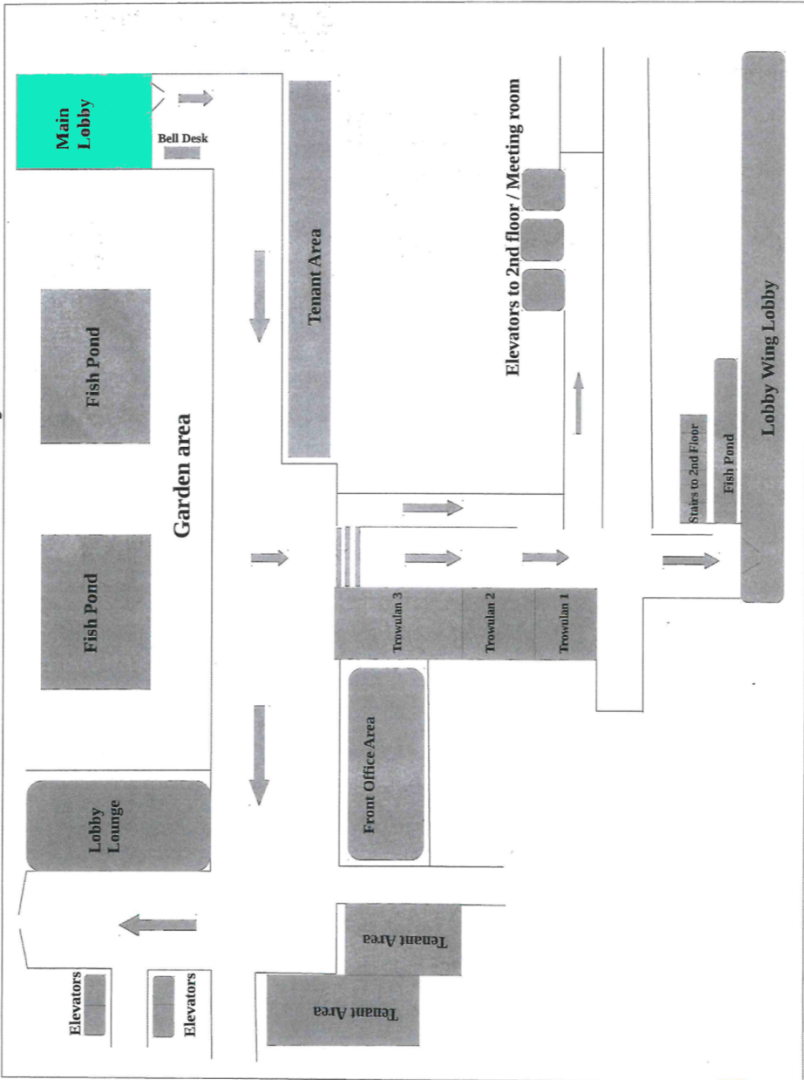 Main
Lobby
Bell Desk
Tenant Area
Elevators to 2nd floor / Meeting room
Fish Pond
Garden area
Fish Pond
Lobby Wing Lobby
Stairs to 2nd Floor
Fish Pond
Trowulan 3
Trowulan 2
Trowulan 1
Front Office Area
Lobby
Lounge
Tenant Area
Tenant Area
Elevators
Elevators